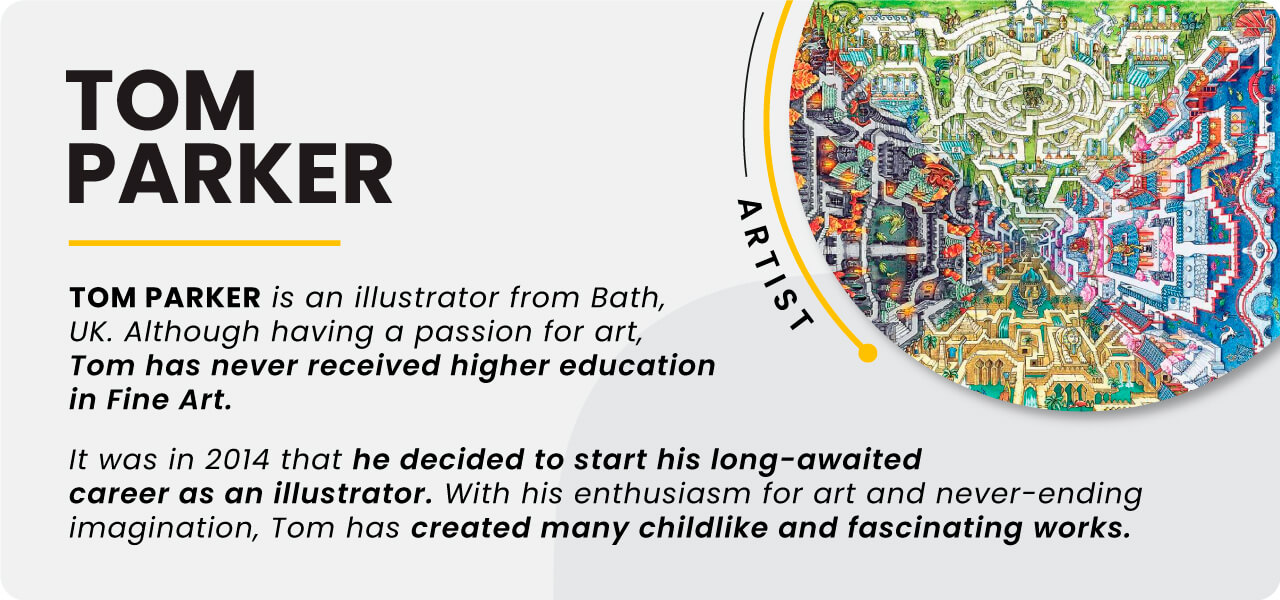 TOM
PARKER
ARTIST
TOM PARKER is an illustrator from Bath,
UK. Although having a passion for art,
Tom has never received higher education
in Fine Art.
It was in 2014 that he decided to start his long-awaited
career as an illustrator. With his enthusiasm for art and never-ending
imagination, Tom has created many childlike and fascinating works.